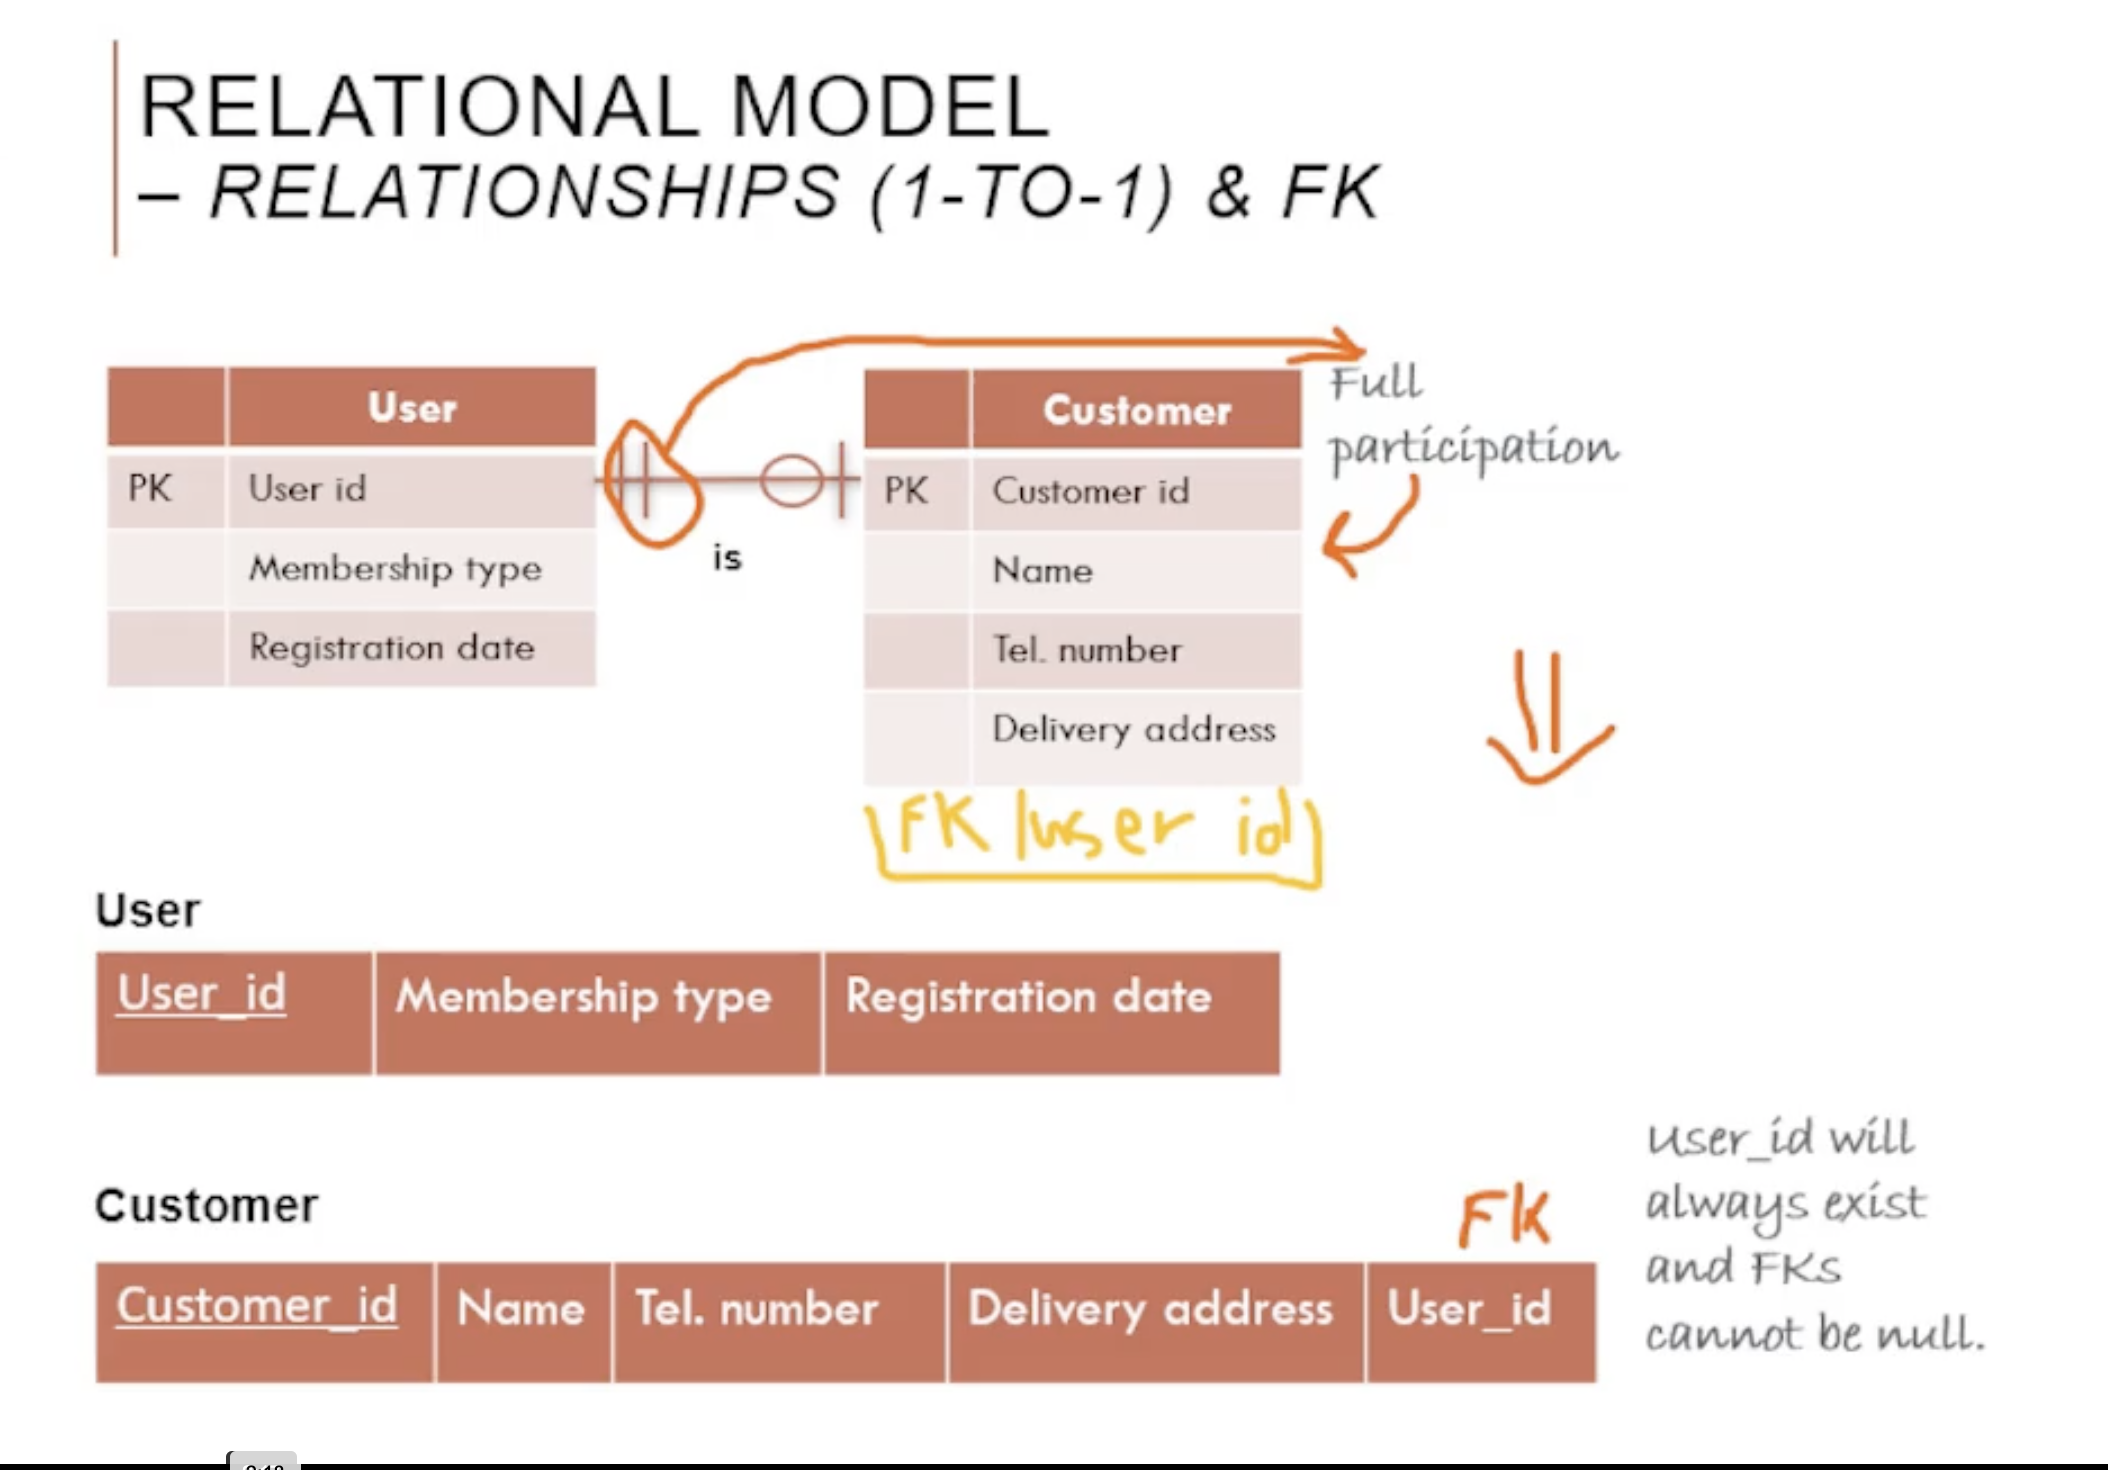 RELATIONAL MODEL
– RELATIONSHIPS (1-TO-1) & FK
User
PK User id
Membership type
Registration date
is
Customer
PK Customer id
Name
Tel. number
Delivery address
FK | user id
Full
participation
User
User_id Membership type Registration date
Customer
FK
Customer_id Name Tel. number Delivery address User_id
User_id will
always exist
and FKs
cannot be null.